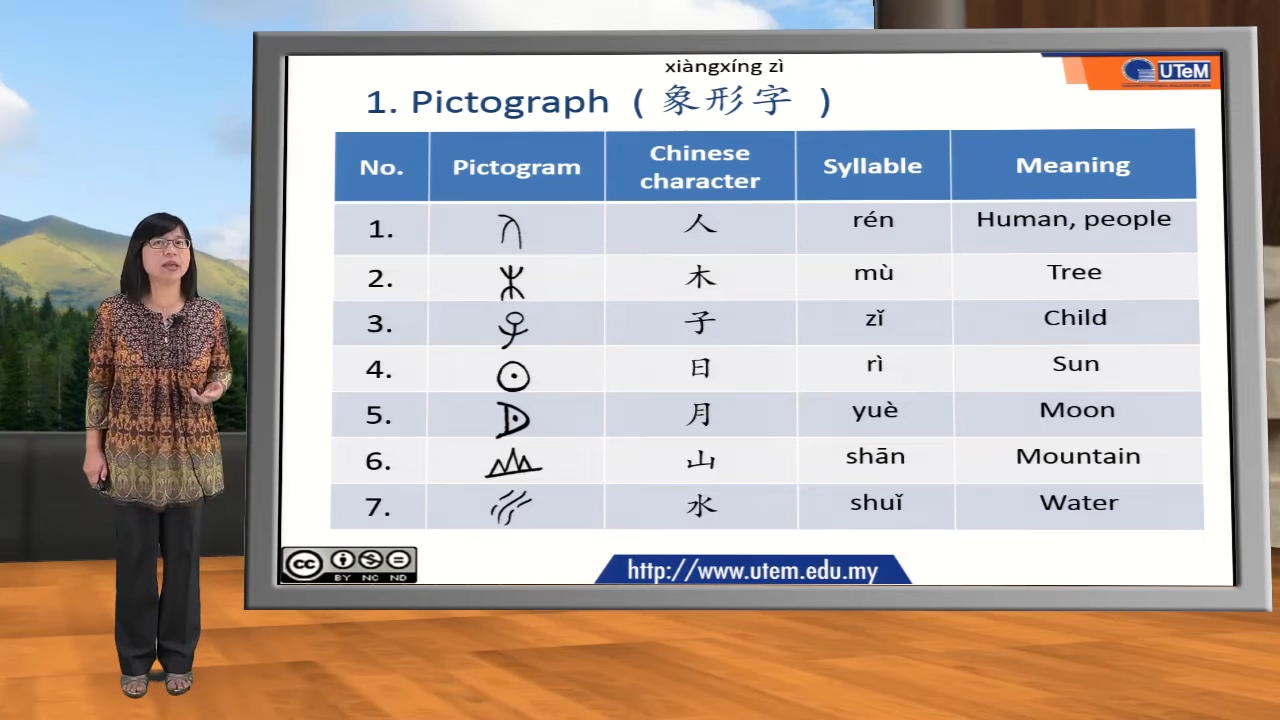 xiàngxíng zì
1. Pictograph ( 象形字 )
UTeM
No. Pictogram Chinese character Syllable Meaning
1. 人 rén Human, people
2. 木 mù Tree
3. 子 zǐ Child
4. 日 rì Sun
5. 月 yuè Moon
6. 山 shān Mountain
7. 水 shuǐ Water
cc BY NC ND
http://www.utem.edu.my